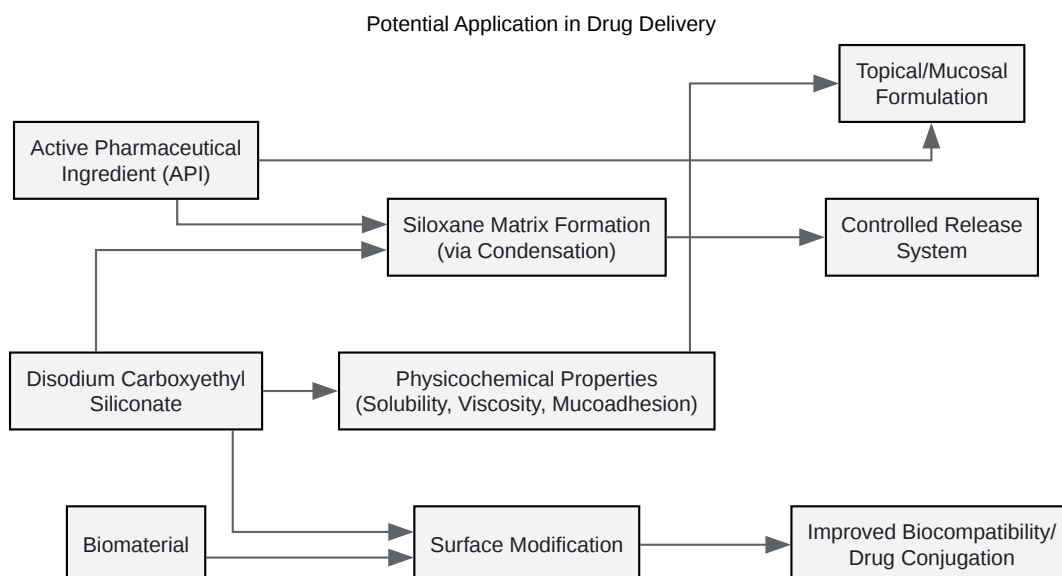 Potential Application in Drug Delivery
Topical/Mucosal
Formulation
Active Pharmaceutical
Ingredient (API)
Siloxane Matrix Formation
(via Condensation)
Controlled Release
System
Disodium Carboxyethyl
Siliconate
Physicochemical Properties
(Solubility, Viscosity, Mucoadhesion)
Biomaterial
Surface Modification
Improved Biocompatibility/
Drug Conjugation